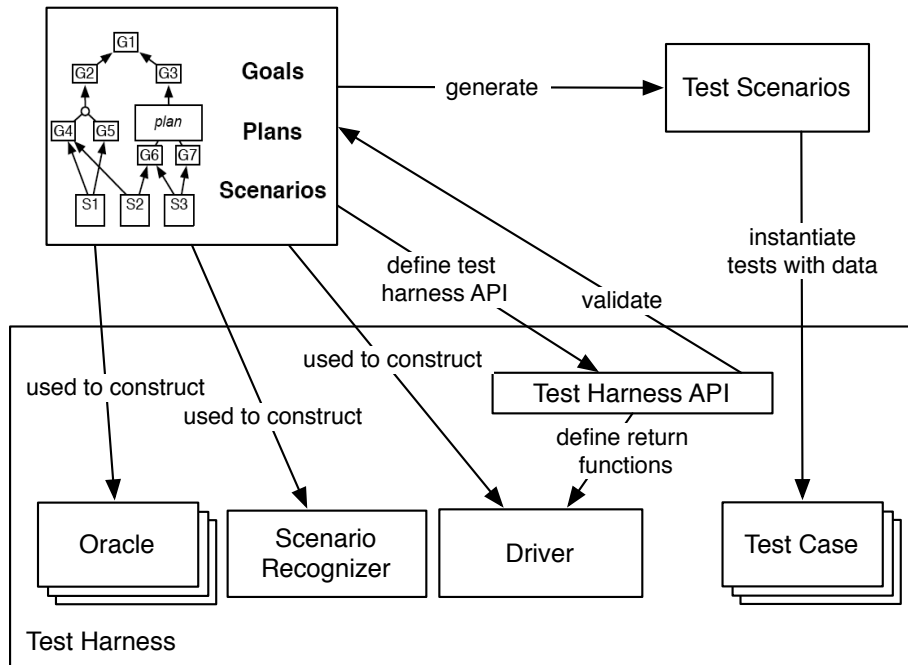 G1
G2
G3
Goals
plan
Plans
G4
G5
G6
G7
Scenarios
S1
S2
S3
generate
Test Scenarios
define test
harness API
validate
instantiate
tests with data
used to construct
used to construct
used to construct
Test Harness API
define return
functions
Oracle
Scenario
Recognizer
Driver
Test Case
Test Harness